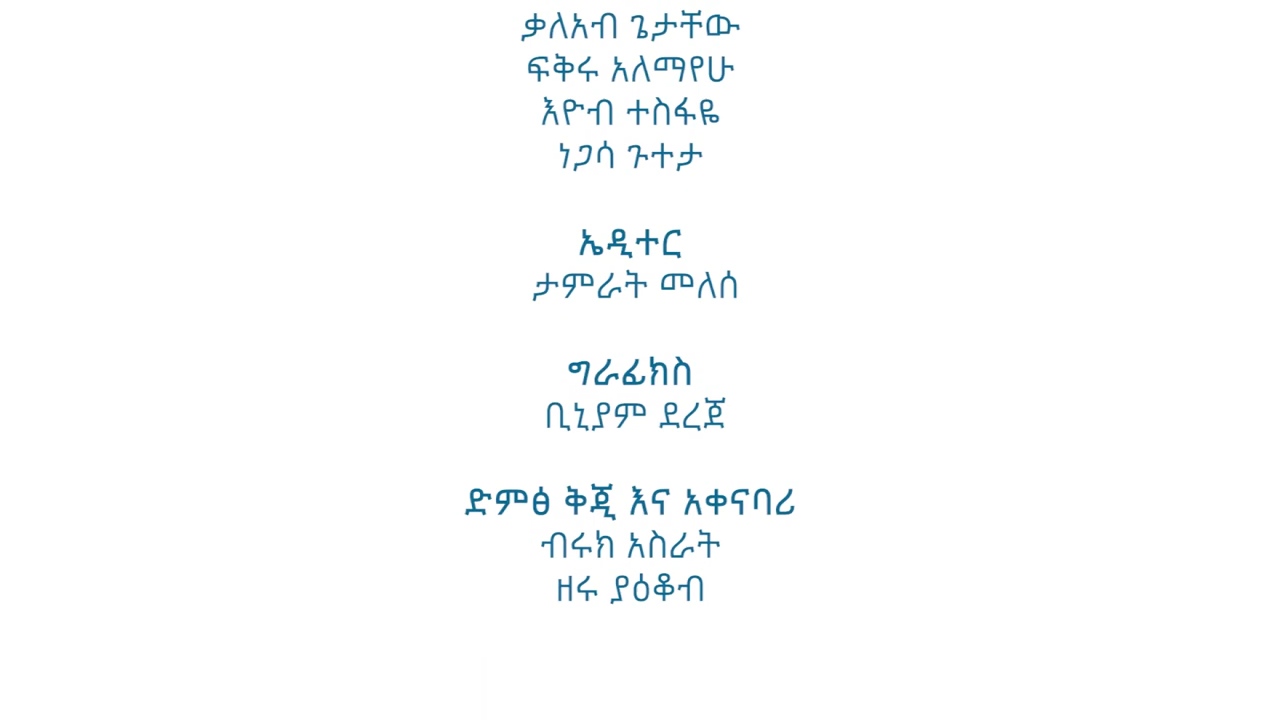 ቃለአብ ጌታቸው
ፍቅሩ አለማየሁ
እዮብ ተስፋዬ
ነጋሳ ጉተታ
ኤዲተር
ታምራት መለሰ
ግራፊክስ
ቢኒያም ደረጀ
ድምፅ ቅጂ እና አቀናባሪ
ብሩክ አስራት
ዘሩ ያዕቆብ